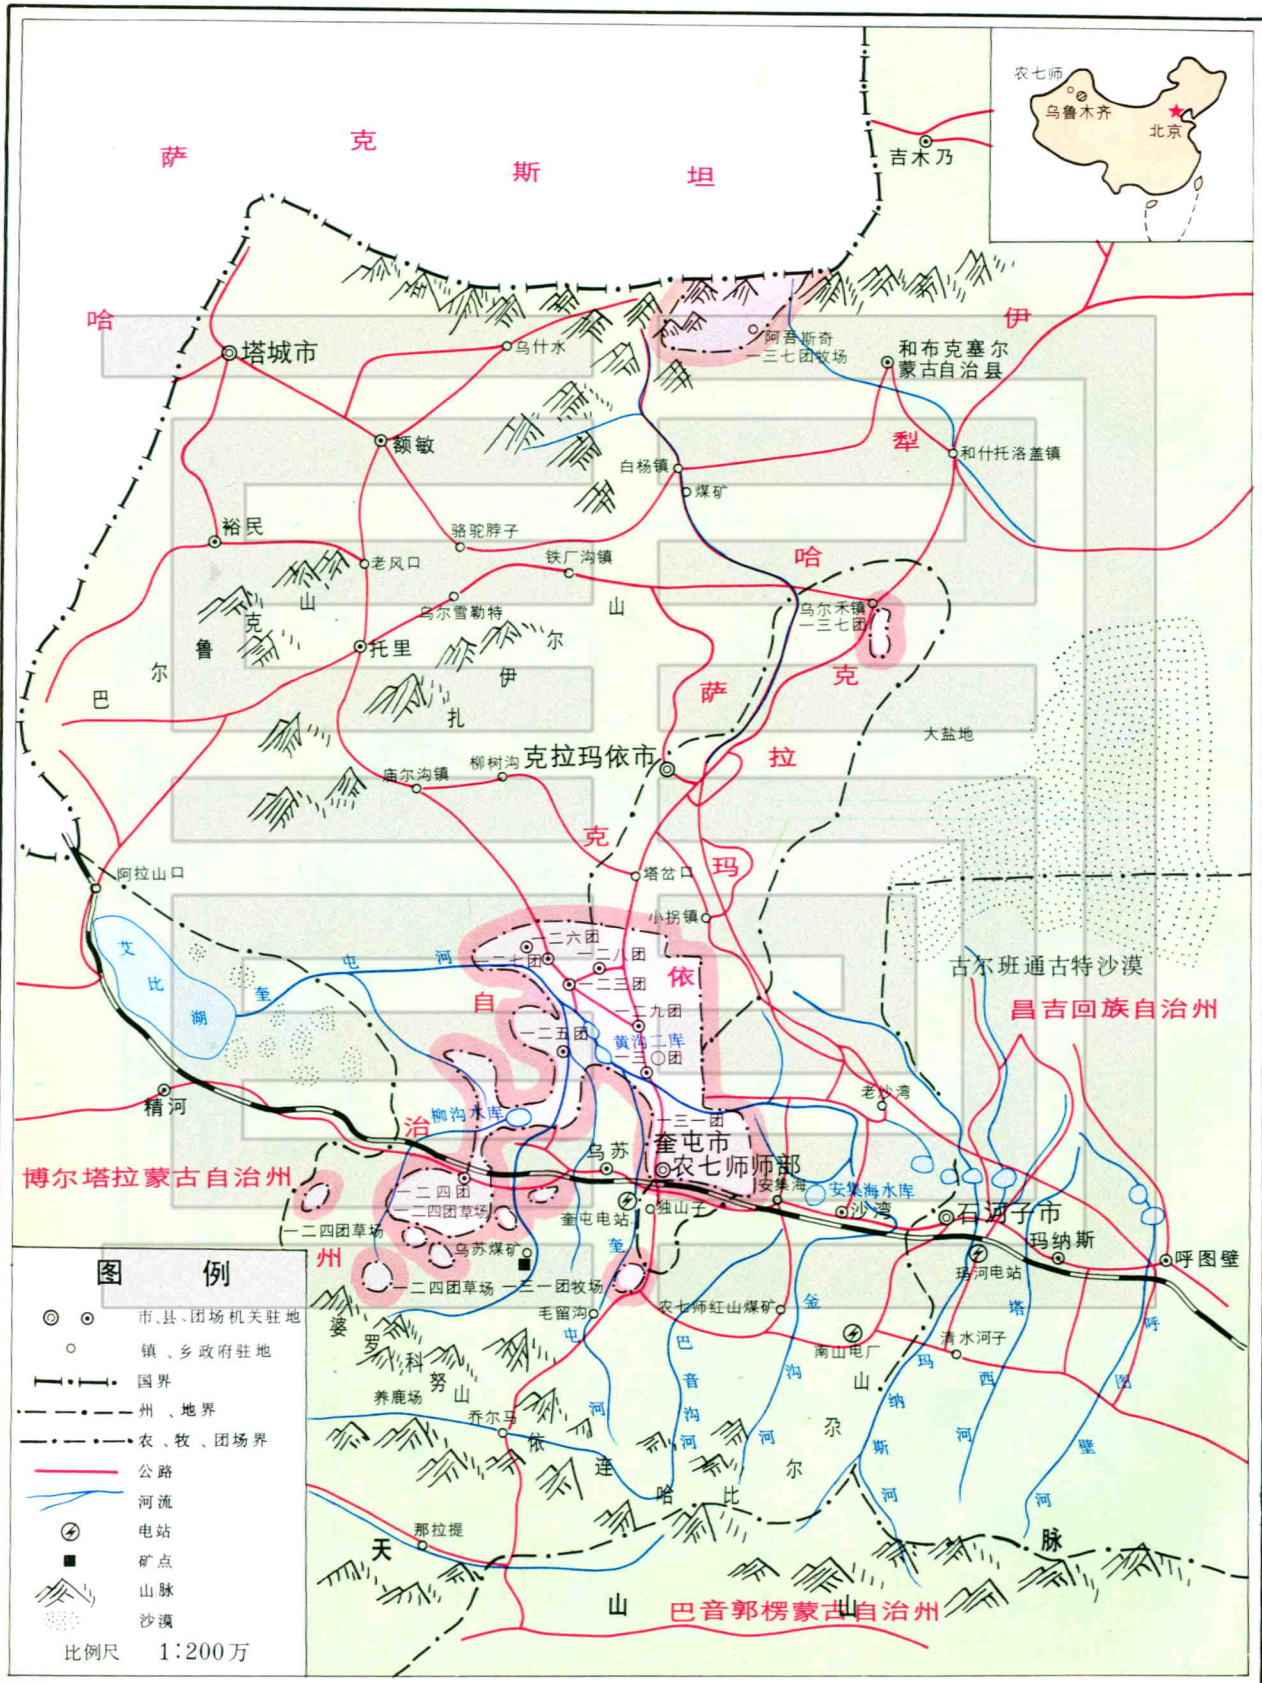 农七师
乌鲁木齐
北京
哈萨克斯坦
吉木乃
伊犁哈萨克自治州
塔城市
乌什水
阿吾斯奇
一三七团牧场
和布克塞尔
蒙古自治县
额敏
白杨镇
煤矿
和什托洛盖镇
裕民
骆驼脖子
老风口
铁厂沟镇
乌尔雪勒特
乌尔禾镇
一三七团
托里
巴尔鲁克山
扎伊尔山
大盐地
克拉玛依市
克拉玛依
柳树沟
庙尔沟镇
塔岔口
小拐镇
阿拉山口
艾比湖
奎屯河
一二六团
一二七团
一二八团
一二三团
一二九团
一二五团
黄沟二库
一三〇团
古尔班通古特沙漠
昌吉回族自治州
精河
柳沟水库
老沙湾
一三一团
奎屯市
农七师师部
乌苏
博尔塔拉蒙古自治州
一二四团
一二四团草场
一二四团草场
奎屯电站
独山子
安集海
安集海水库
沙湾
石河子市
玛纳斯
玛河电站
呼图壁
乌苏煤矿
一二四团草场
一三一团牧场
毛留沟
农七师红山煤矿
南山电厂
清水河子
奎屯河
巴音沟河
金沟河
玛纳斯河
塔西河
呼图壁河
婆罗科努山
养鹿场
乔尔马
依连哈比尔尕山
那拉提
天山山脉
巴音郭楞蒙古自治州
图例
市、县、团场机关驻地
镇、乡政府驻地
国界
州、地界
农、牧、团场界
公路
河流
电站
矿点
山脉
沙漠
比例尺 1:200万